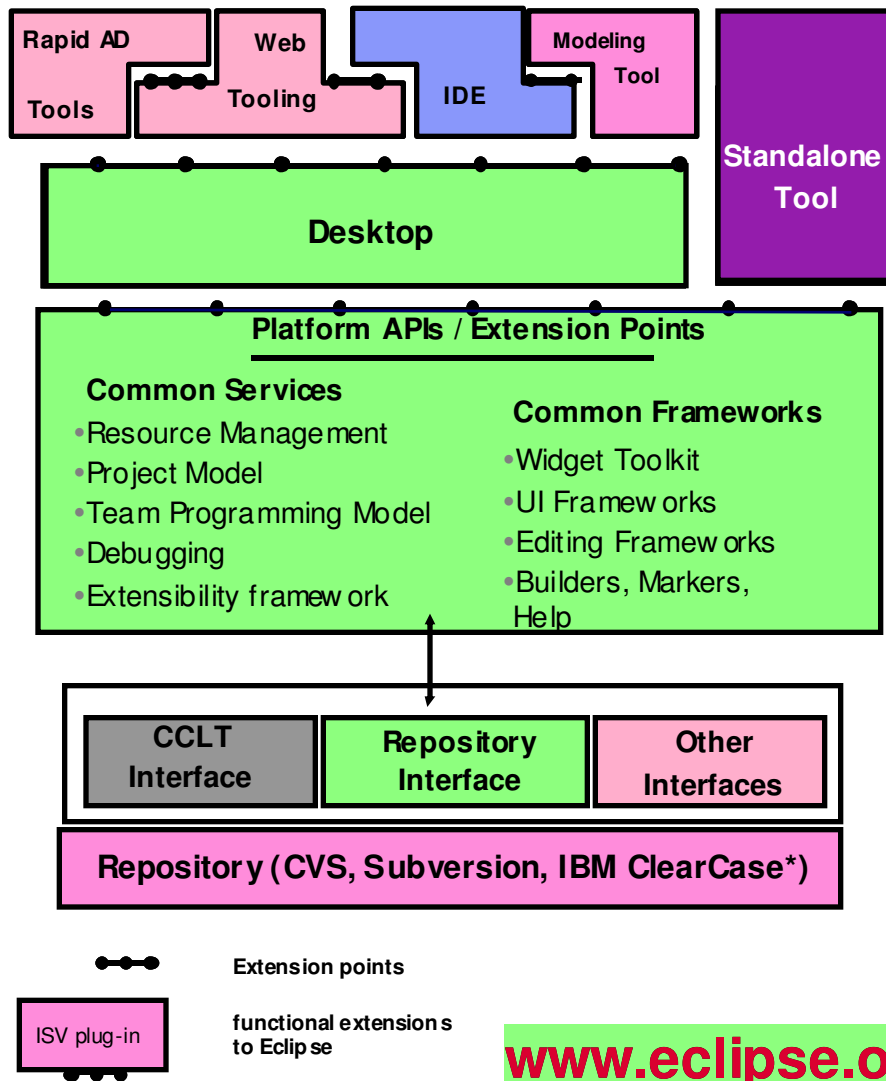 Rapid AD
Tools
Web
Tooling
IDE
Modeling
Tool
Standalone
Tool
Desktop
Platform APIs / Extension Points
Common Services
•Resource Management
•Project Model
•Team Programming Model
•Debugging
•Extensibility framework
Common Frameworks
•Widget Toolkit
•UI Frameworks
•Editing Frameworks
•Builders, Markers,
Help
CCLT
Interface
Repository
Interface
Other
Interfaces
Repository (CVS, Subversion, IBM ClearCase*)
Extension points
ISV plug-in
functional extensions
to Eclipse
www.eclipse.o